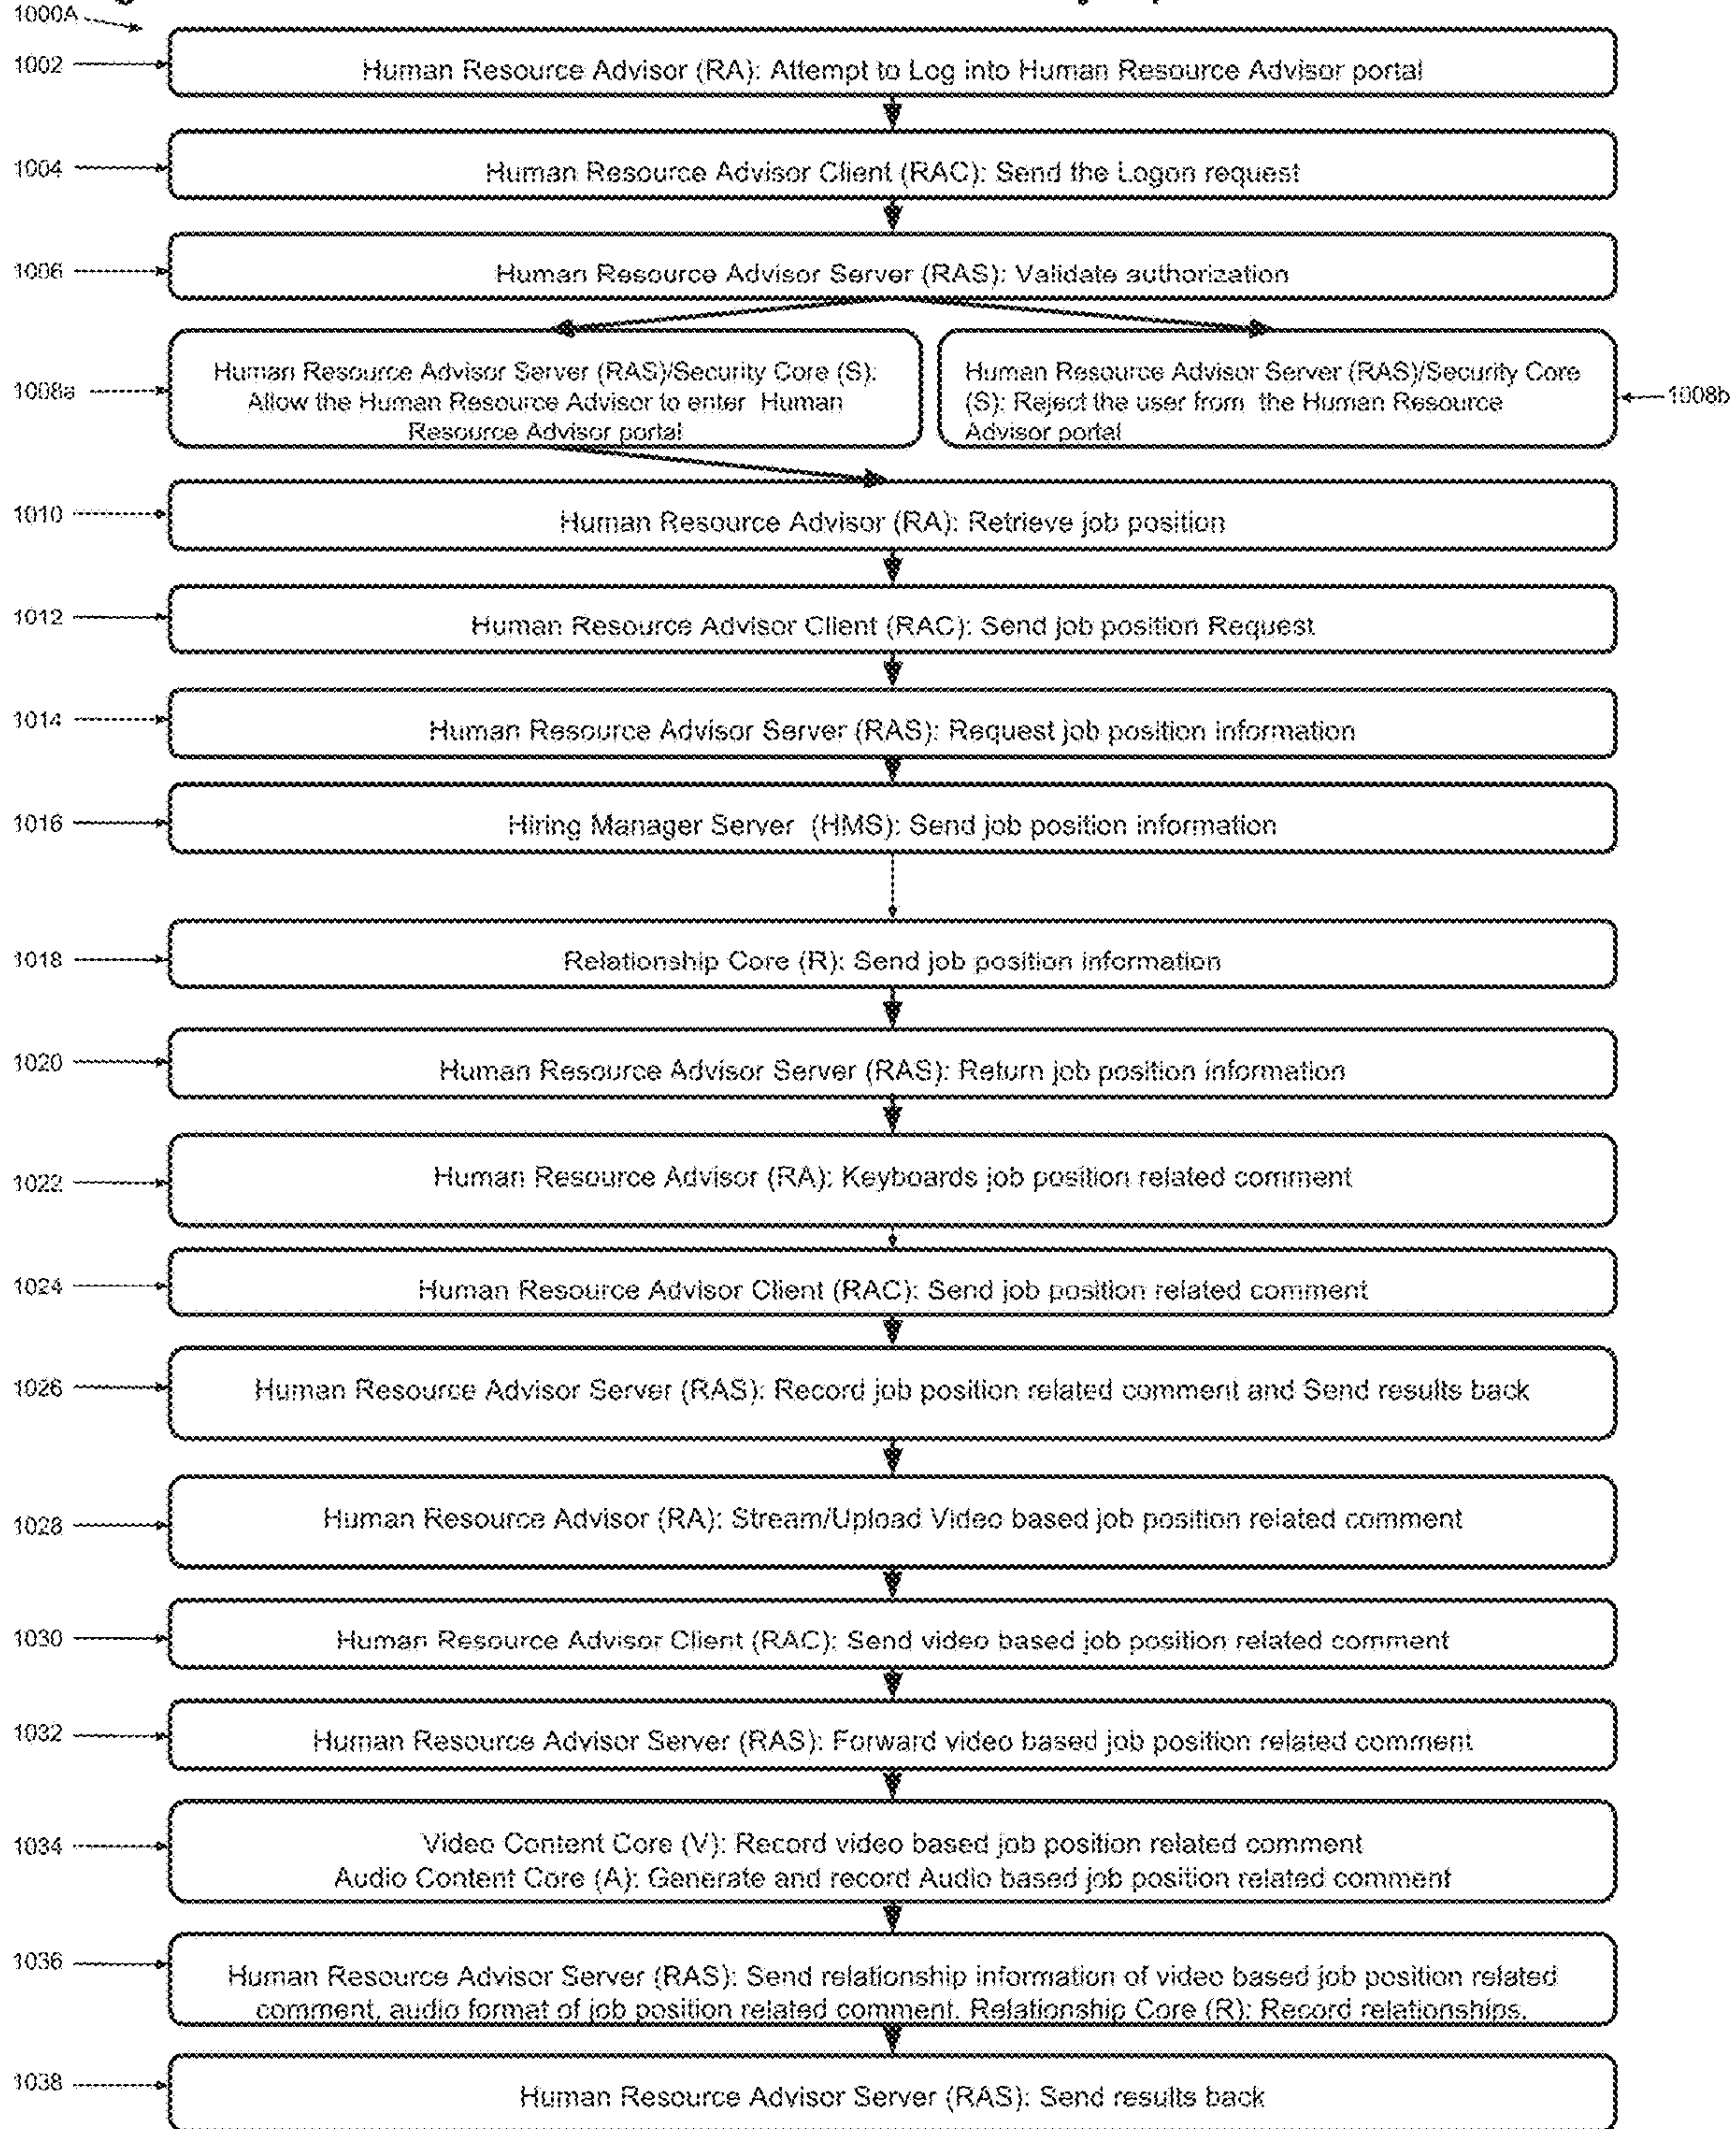 1000A
1002
Human Resource Advisor (RA): Attempt to Log into Human Resource Advisor portal
1004
Human Resource Advisor Client (RAC): Send the Logon request
1006
Human Resource Advisor Server (RAS): Validate authorization
1008a
Human Resource Advisor Server (RAS)/Security Core (S):
Allow the Human Resource Advisor to enter Human
Resource Advisor portal
Human Resource Advisor Server (RAS)/Security Core
(S): Reject the user from the Human Resource
Advisor portal
1008b
1010
Human Resource Advisor (RA): Retrieve job position
1012
Human Resource Advisor Client (RAC): Send job position Request
1014
Human Resource Advisor Server (RAS): Request job position information
1016
Hiring Manager Server (HMS): Send job position information
1018
Relationship Core (R): Send job position information
1020
Human Resource Advisor Server (RAS): Return job position information
1022
Human Resource Advisor (RA): Keyboards job position related comment
1024
Human Resource Advisor Client (RAC): Send job position related comment
1026
Human Resource Advisor Server (RAS): Record job position related comment and Send results back
1028
Human Resource Advisor (RA): Stream/Upload Video based job position related comment
1030
Human Resource Advisor Client (RAC): Send video based job position related comment
1032
Human Resource Advisor Server (RAS): Forward video based job position related comment
1034
Video Content Core (V): Record video based job position related comment
Audio Content Core (A): Generate and record Audio based job position related comment
1036
Human Resource Advisor Server (RAS): Send relationship information of video based job position related
comment, audio format of job position related comment. Relationship Core (R): Record relationships.
1038
Human Resource Advisor Server (RAS): Send results back